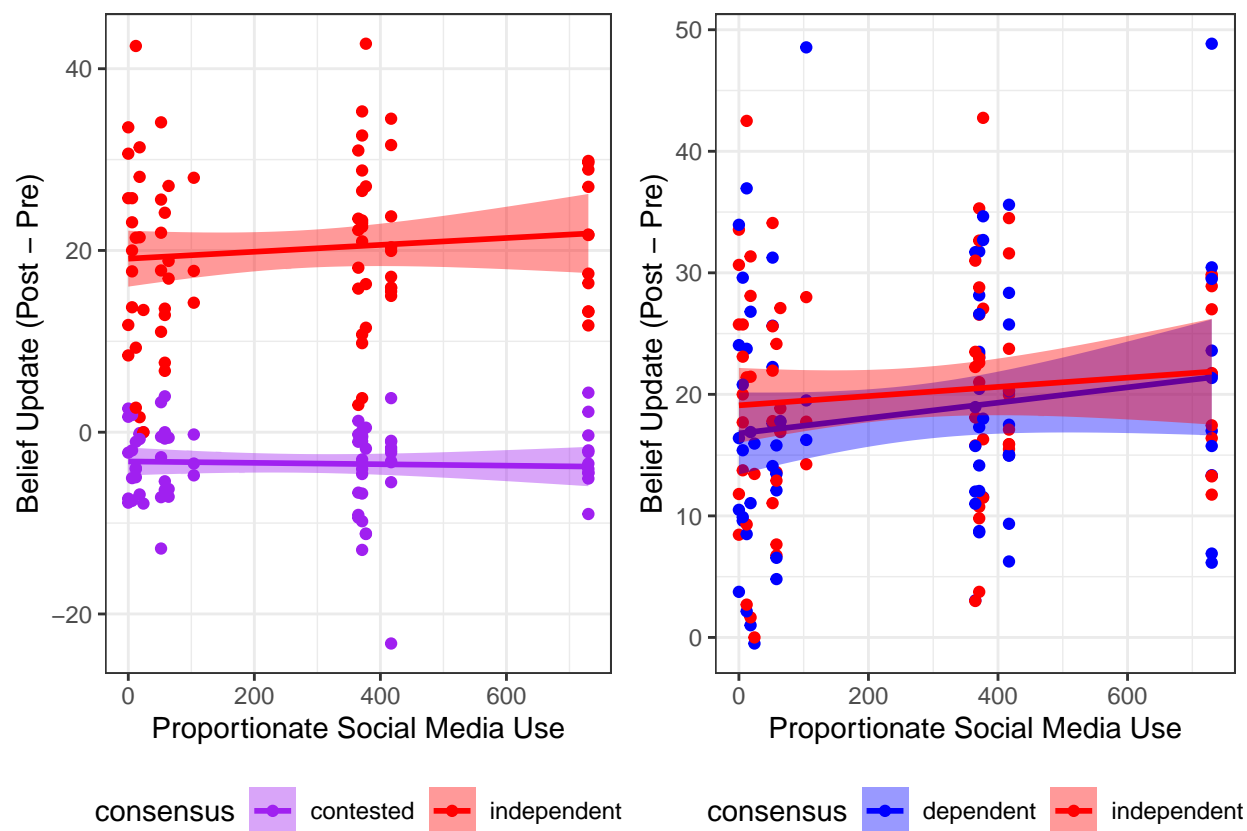 Belief Update (Post − Pre)
40
20
0
−20
0 200 400 600
Proportionate Social Media Use
consensus contested independent
Belief Update (Post − Pre)
50
40
30
20
10
0
0 200 400 600
Proportionate Social Media Use
consensus dependent independent